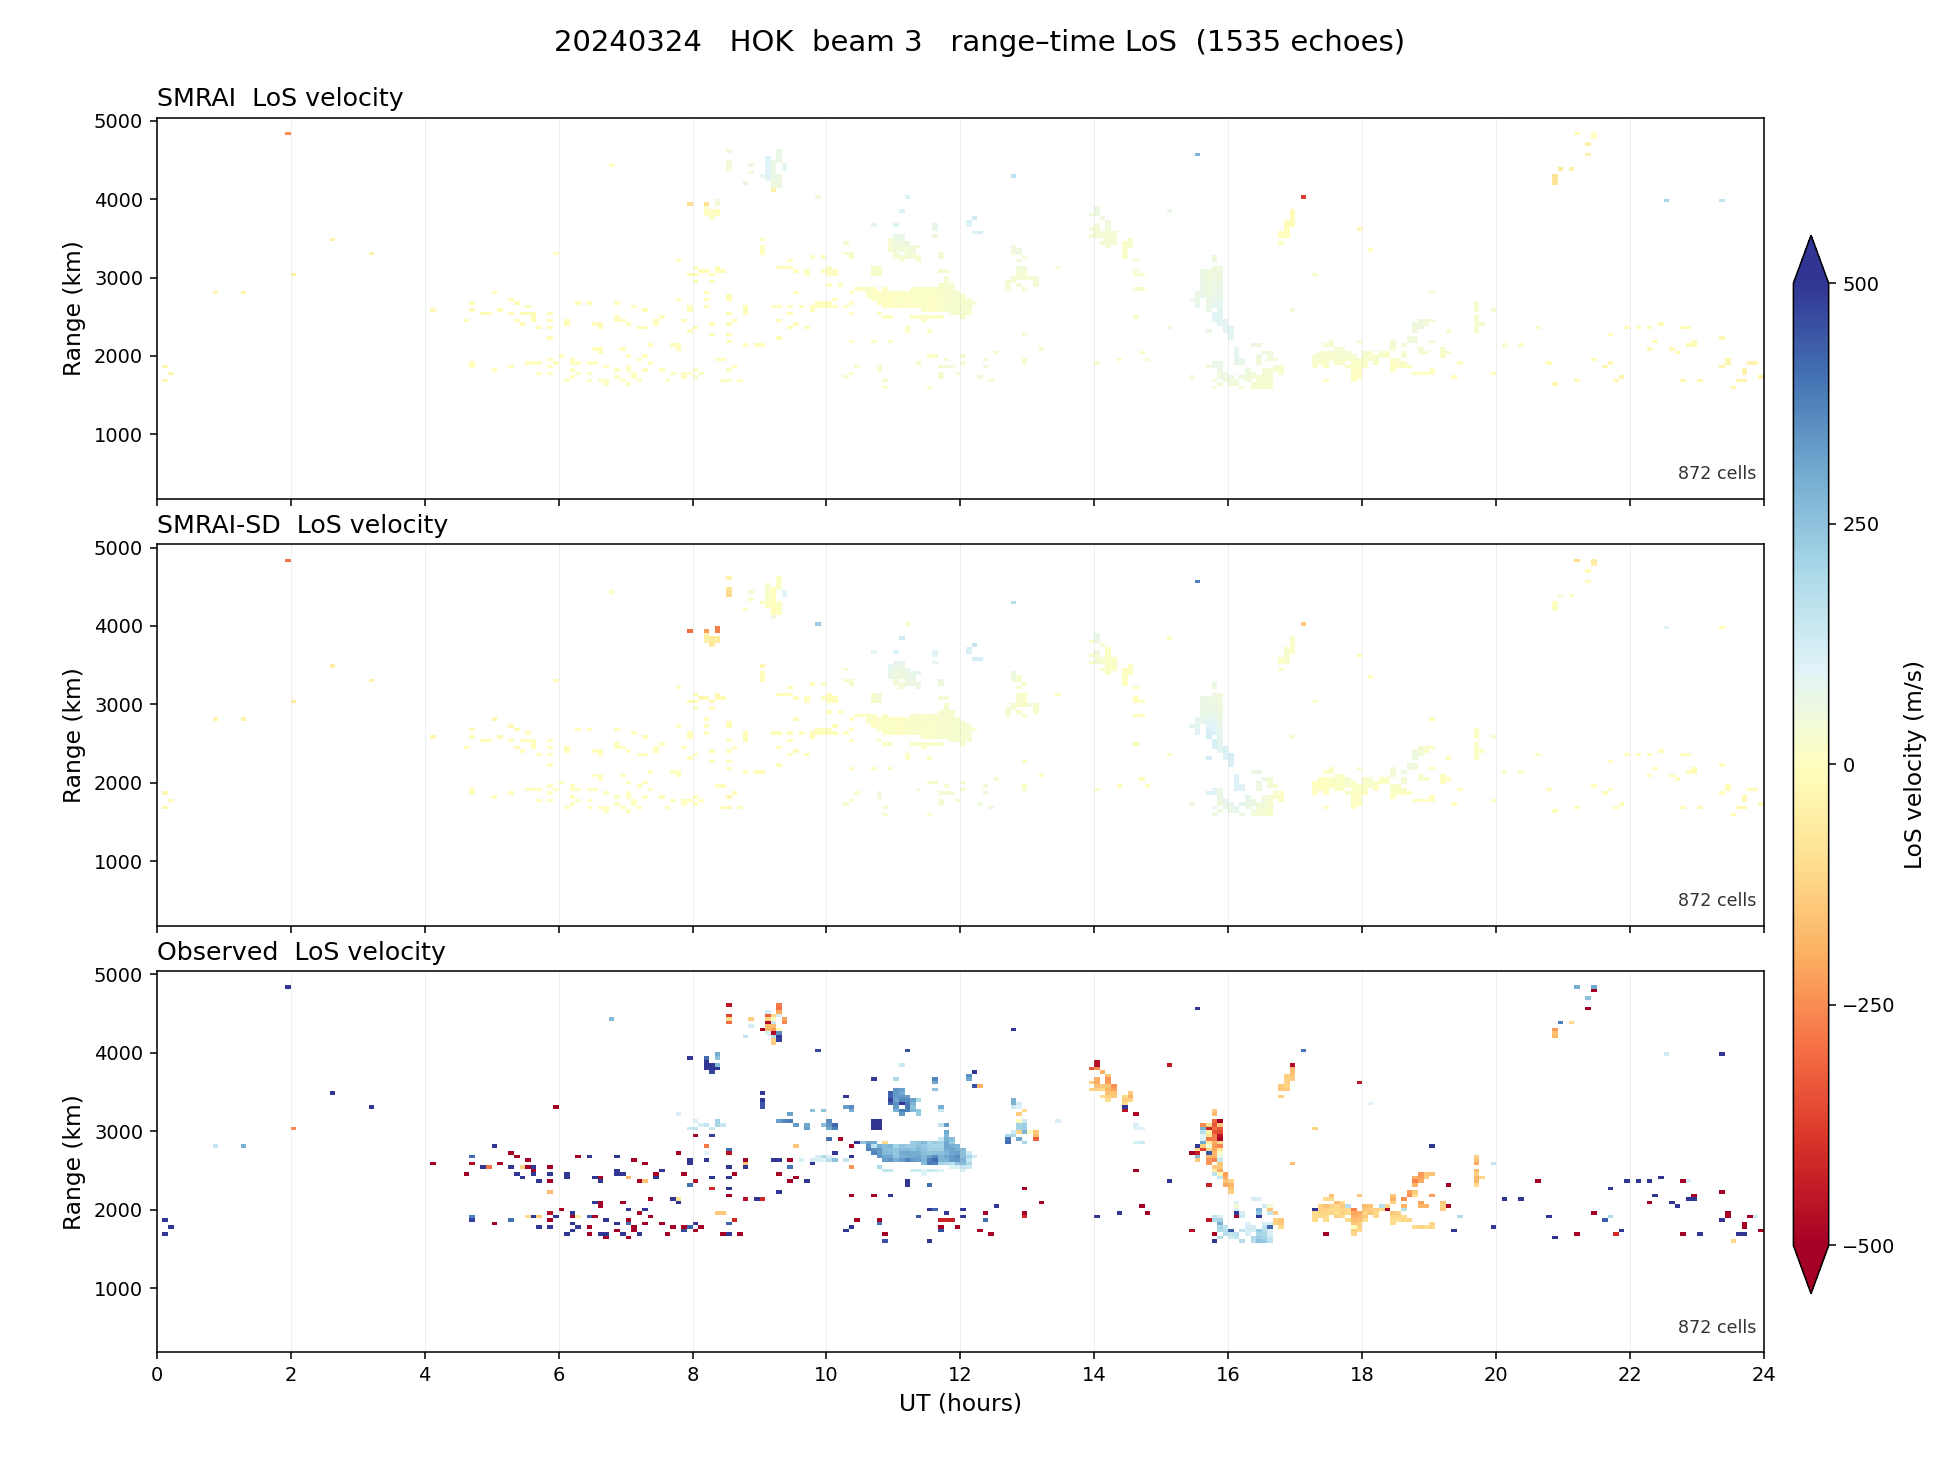 20240324   HOK  beam 3   range–time LoS  (1535 echoes)
SMRAI  LoS velocity
5000
4000
3000
2000
1000
Range (km)
872 cells
SMRAI-SD  LoS velocity
5000
4000
3000
2000
1000
Range (km)
872 cells
Observed  LoS velocity
5000
4000
3000
2000
1000
Range (km)
872 cells
0 2 4 6 8 10 12 14 16 18 20 22 24
UT (hours)
500
250
0
−250
−500
LoS velocity (m/s)